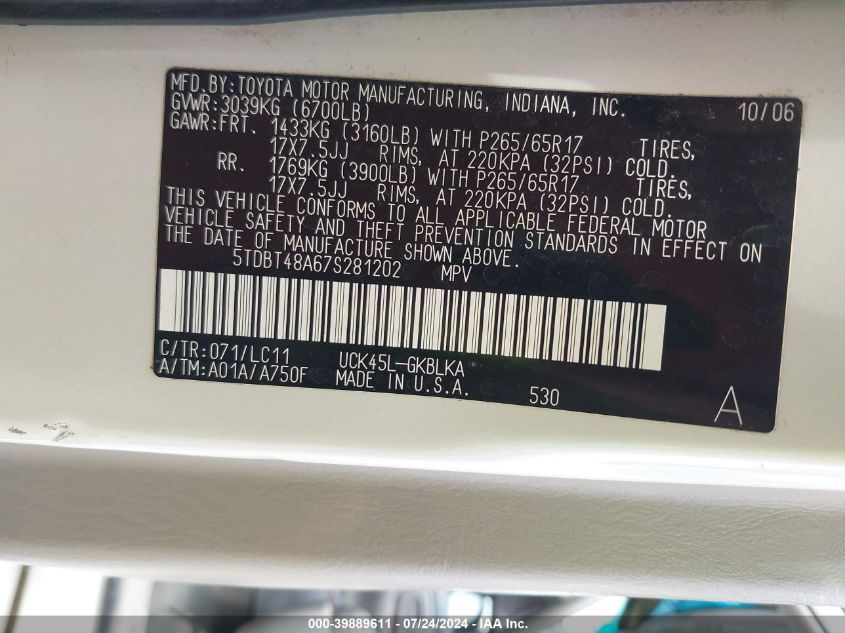 MFD.BY:TOYOTA MOTOR MANUFACTURING, INDIANA, INC. 10/06
GVWR:3039KG (6700LB)
GAWR:FRT. 1433KG (3160LB) WITH P265/65R17 TIRES,
17X7.5JJ RIMS, AT 220KPA (32PSI) COLD.
RR. 1769KG (3900LB) WITH P265/65R17 TIRES,
17X7.5JJ RIMS, AT 220KPA (32PSI) COLD.
THIS VEHICLE CONFORMS TO ALL APPLICABLE FEDERAL MOTOR
VEHICLE SAFETY AND THEFT PREVENTION STANDARDS IN EFFECT ON
THE DATE OF MANUFACTURE SHOWN ABOVE.
5TDBT48A67S281202 MPV
C/TR:071/LC11 UCK45L-GKBLKA
A/TM:A01A/A750F MADE IN U.S.A. 530 A
000-39889611 - 07/24/2024 - IAA Inc.